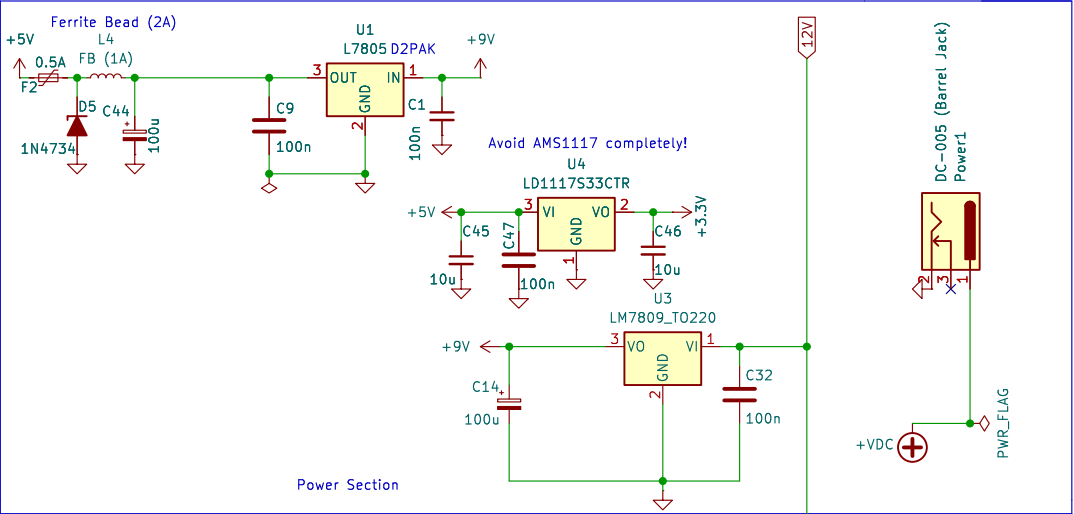 Ferrite Bead (2A)
+5V
L4
FB (1A)
0.5A
F2
D5
1N4734
C44
100u
C9
100n
U1
L7805 D2PAK
3
OUT
IN
1
GND
2
+9V
C1
100n
12V
Avoid AMS1117 completely!
U4
LD1117S33CTR
+5V
3
VI
VO
2
GND
1
+3.3V
C45
10u
C47
100n
C46
10u
U3
LM7809_TO220
+9V
3
VO
VI
1
GND
2
C14
100u
C32
100n
DC-005 (Barrel Jack)
Power1
2
3
1
+VDC
PWR_FLAG
Power Section